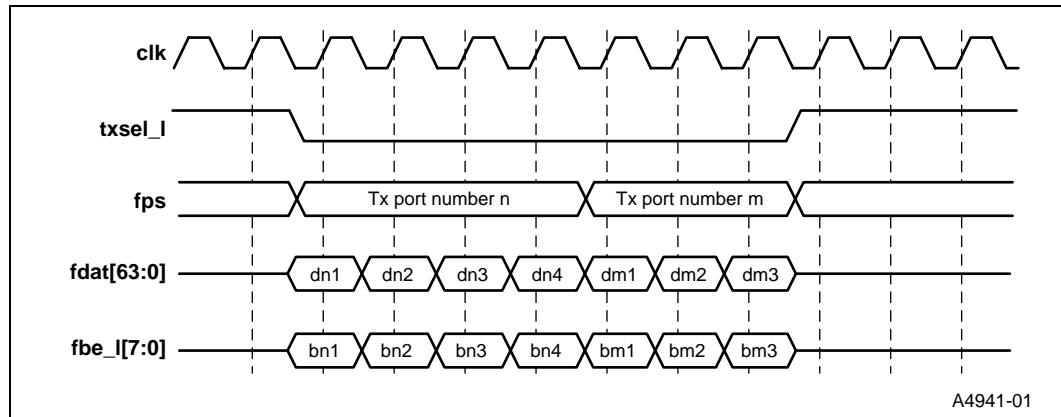 clk
txsel_l
fps Tx port number n Tx port number m
fdat[63:0] dn1 dn2 dn3 dn4 dm1 dm2 dm3
fbe_l[7:0] bn1 bn2 bn3 bn4 bm1 bm2 bm3
A4941-01